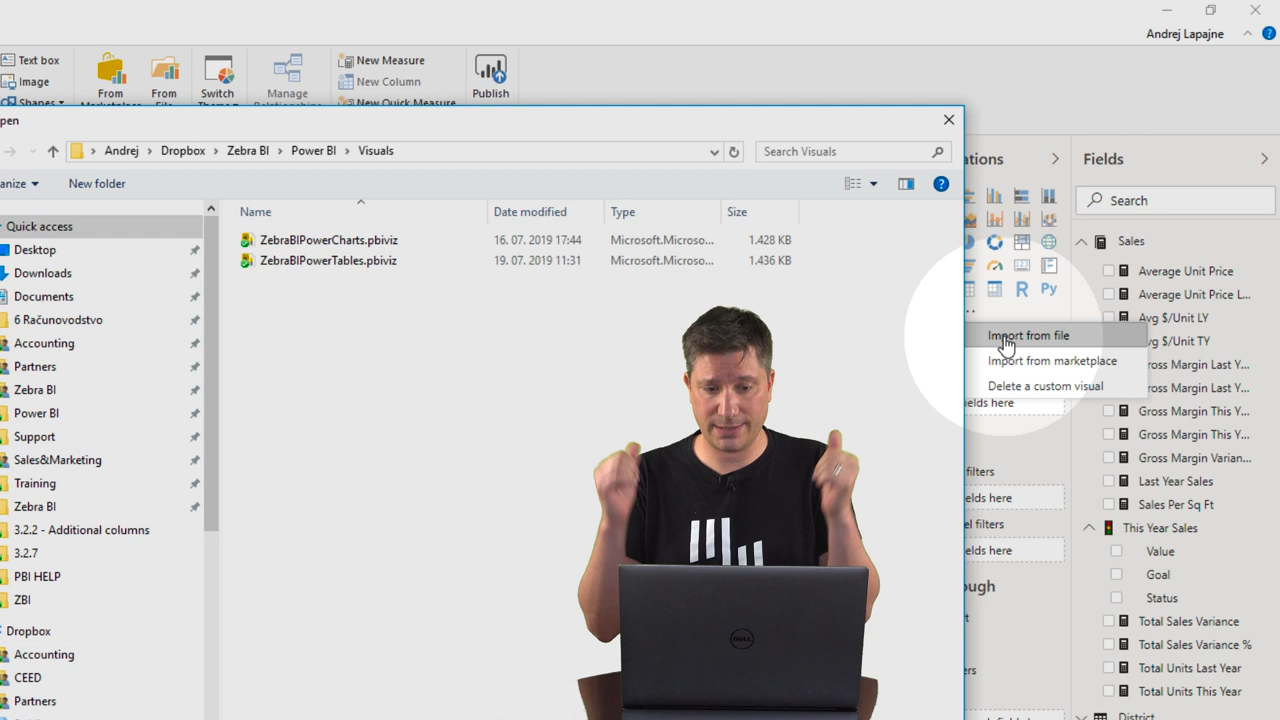 Andrej Lapajne
?
Text box
Image
Shapes
From
Marketplace
From
File
Switch
Theme
Manage
Relationships
New Measure
New Column
New Quick Measure
Publish
pen
Andrej > Dropbox > Zebra BI > Power BI > Visuals
Search Visuals
anize
New folder
?
Name
Date modified
Type
Size
ZebraBIPowerCharts.pbiviz
16. 07. 2019 17:44
Microsoft.Microso...
1.428 KB
ZebraBIPowerTables.pbiviz
19. 07. 2019 11:31
Microsoft.Microso...
1.436 KB
Quick access
Desktop
Downloads
Documents
6 Računovodstvo
Accounting
Partners
Zebra BI
Power BI
Support
Sales&Marketing
Training
Zebra BI
3.2.2 - Additional columns
3.2.7
PBI HELP
ZBI
Dropbox
Accounting
CEED
Partners
DELL
ations
R
Py
Import from file
Import from marketplace
Delete a custom visual
ields here
filters
ields here
el filters
elds here
ough
Fields
Search
Sales
Average Unit Price
Average Unit Price L...
Avg $/Unit LY
vg $/Unit TY
ross Margin Last Y...
ross Margin Last Y...
Gross Margin This Y...
Gross Margin This Y...
Gross Margin Varian...
Last Year Sales
Sales Per Sq Ft
This Year Sales
Value
Goal
Status
Total Sales Variance
Total Sales Variance %
Total Units Last Year
Total Units This Year
District